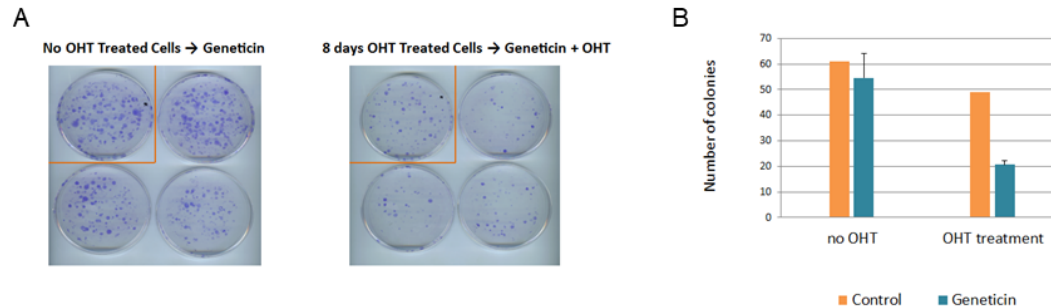 A
No OHT Treated Cells → Geneticin
8 days OHT Treated Cells → Geneticin + OHT
B
Number of colonies
70
60
50
40
30
20
10
0
no OHT
OHT treatment
Control
Geneticin